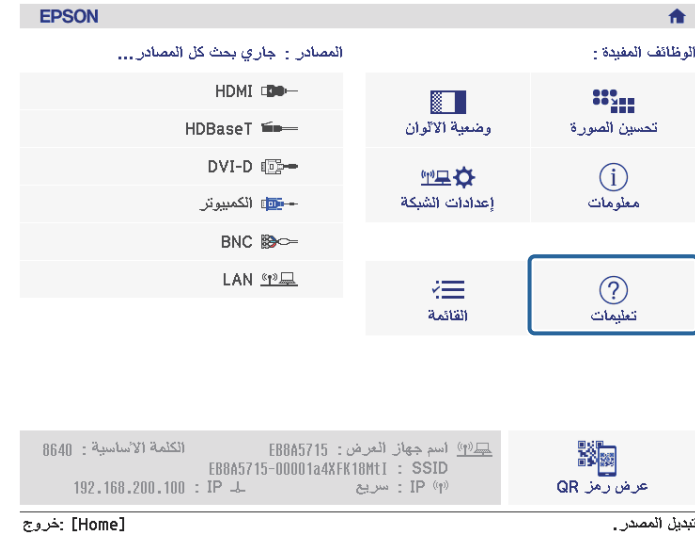 EPSON
الوظائف المفيدة :
المصادر : جاري بحث كل المصادر...
تحسين الصورة
وضعية الألوان
معلومات
إعدادات الشبكة
تعليمات
القائمة
HDMI
HDBaseT
DVI-D
الكمبيوتر
BNC
LAN
عرض رمز QR
اسم جهاز العرض : EB8A5715 الكلمة الأساسية : 8640
SSID : EB8A5715-00001a4XFK18MtI
IP : سريع IP : 192.168.200.100
تبديل المصدر.
[Home] :خروج